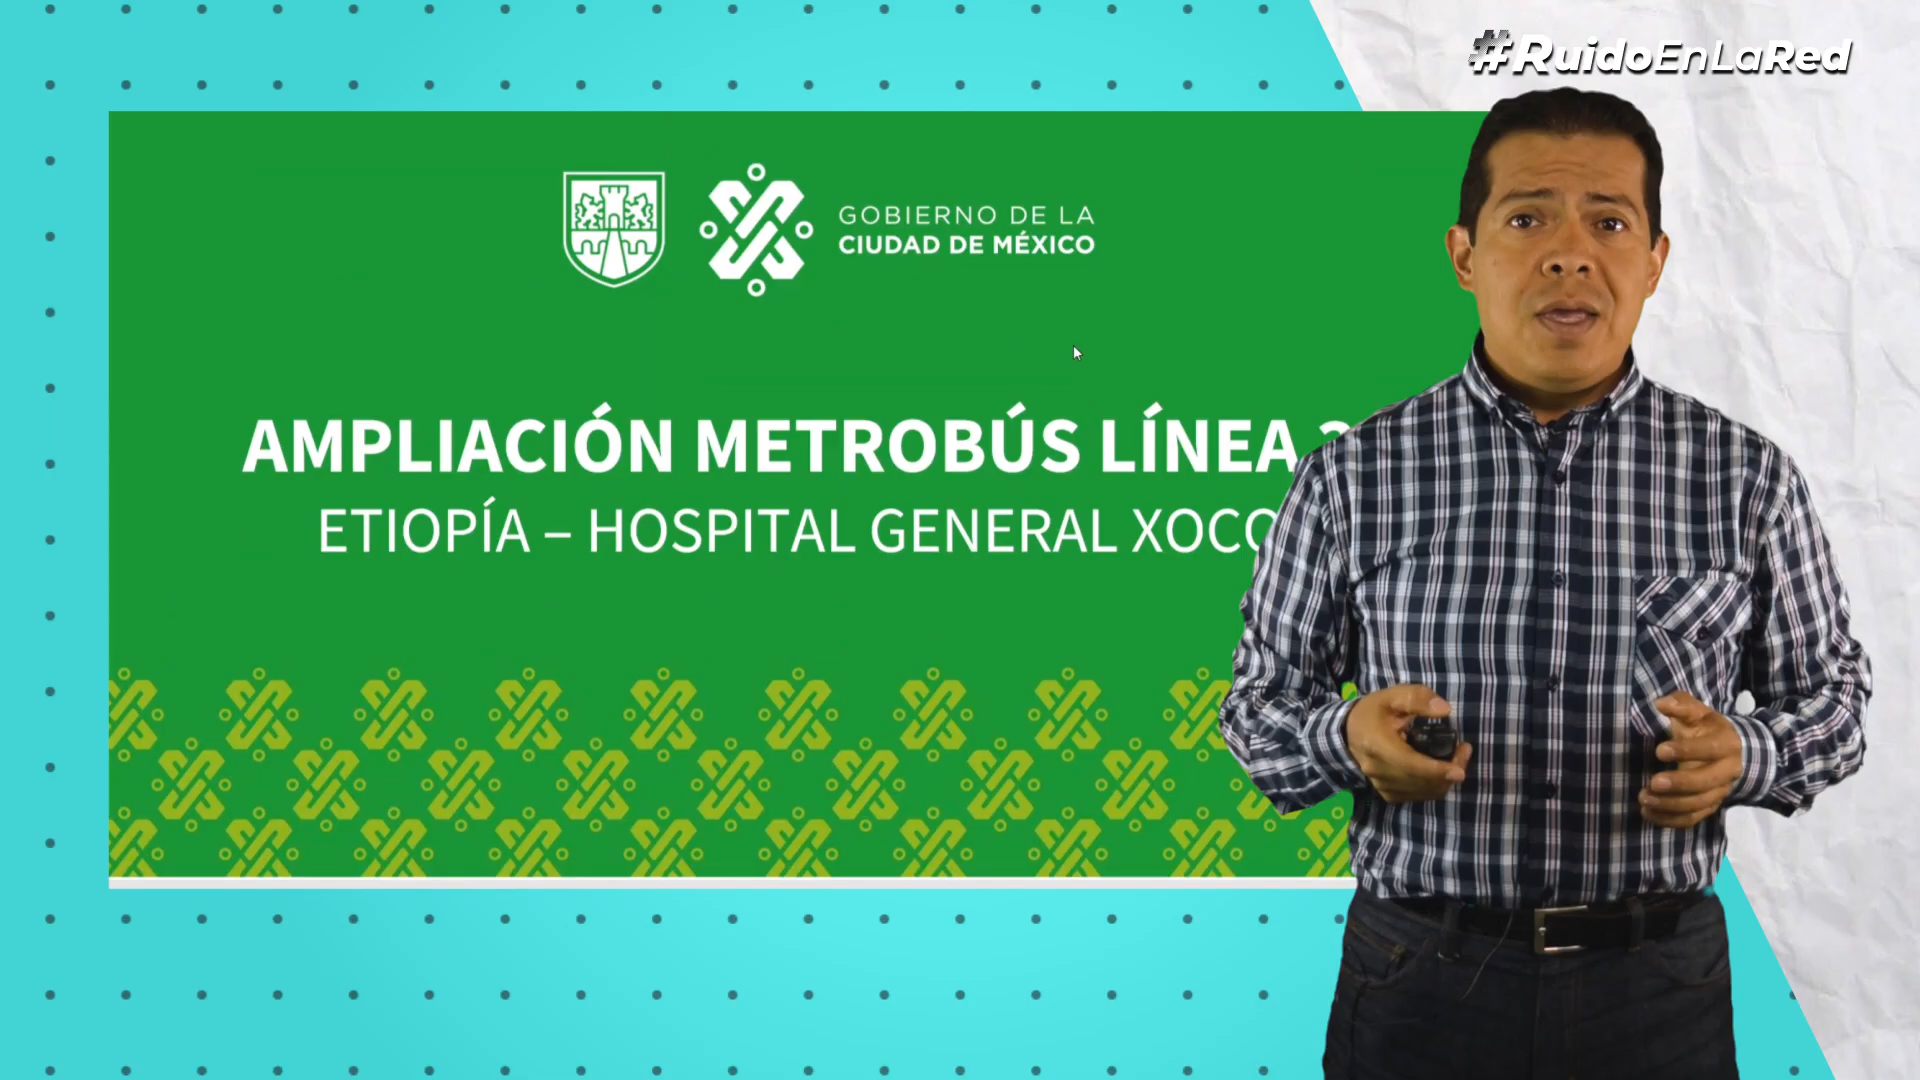 #RuidoEnLaRed
GOBIERNO DE LA
CIUDAD DE MÉXICO
AMPLIACIÓN METROBÚS LÍNEA
ETIOPÍA – HOSPITAL GENERAL